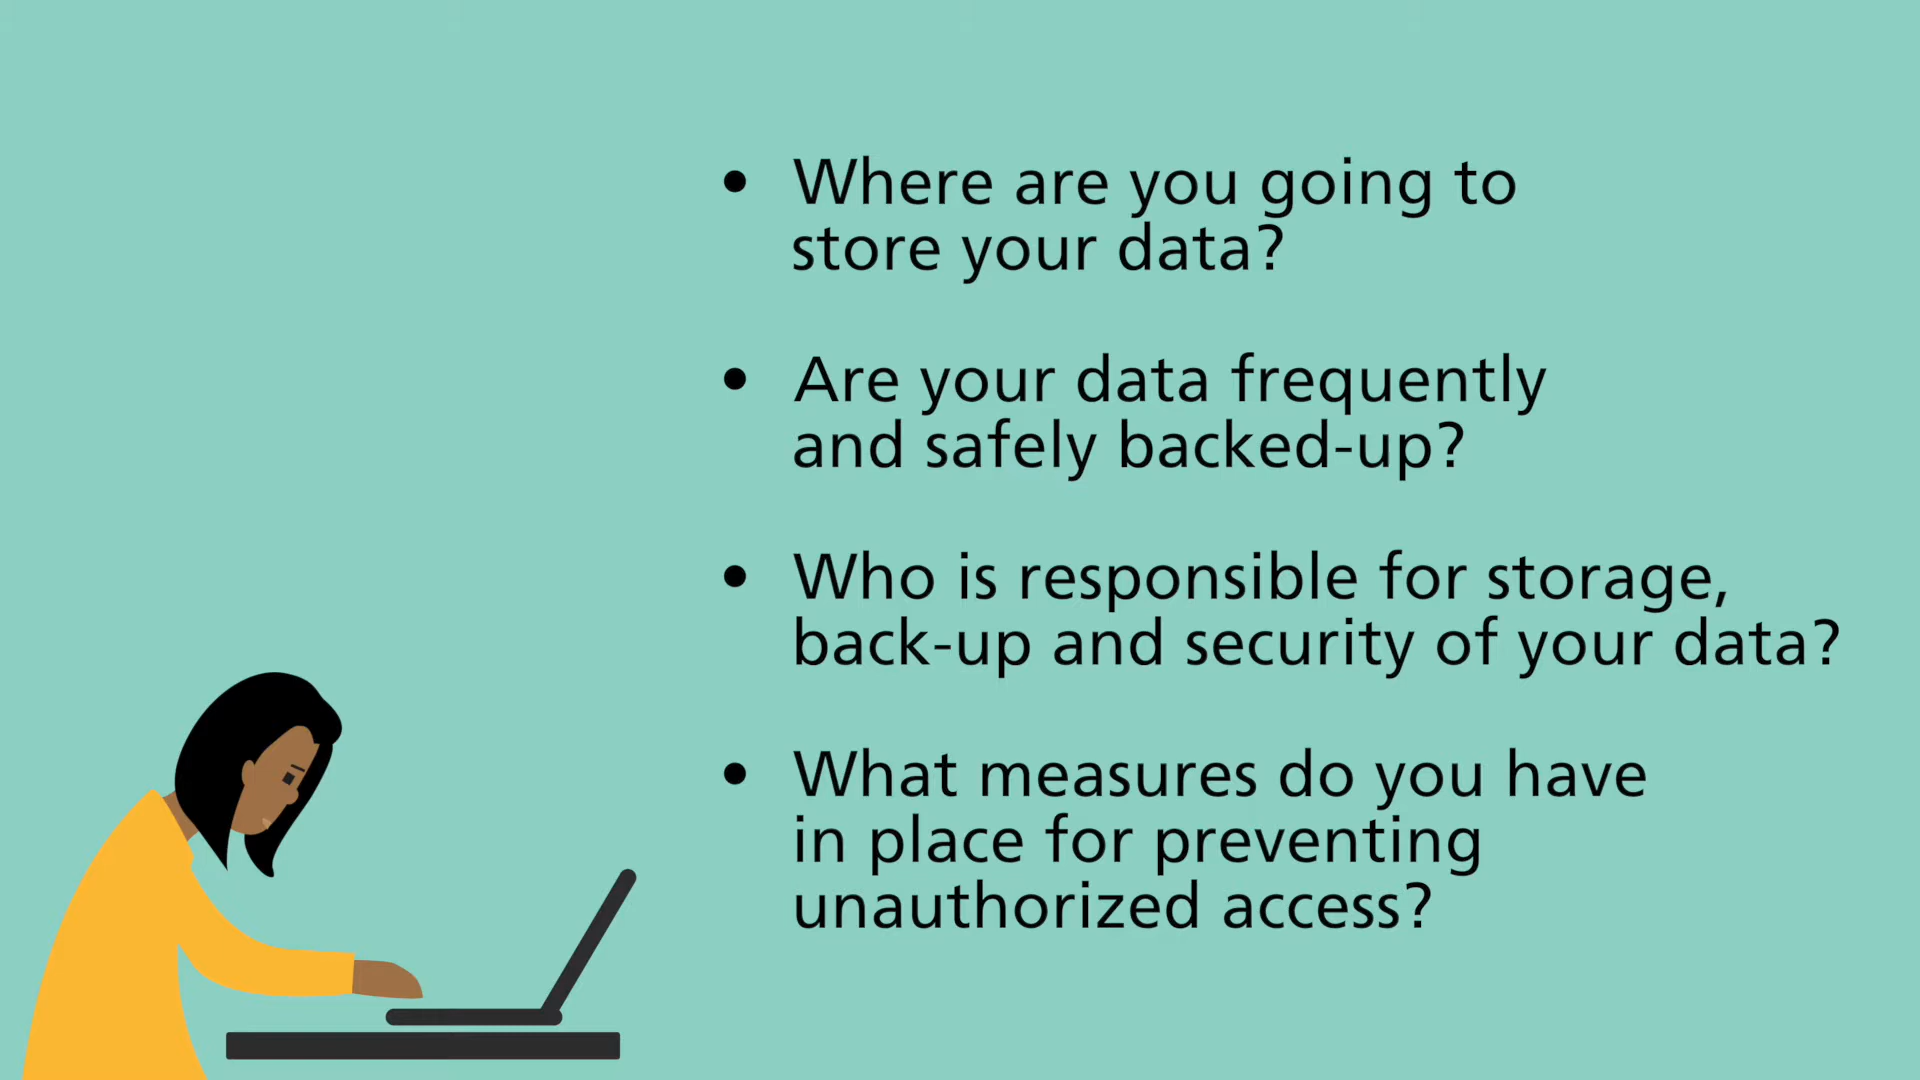 • Where are you going to
store your data?
• Are your data frequently
and safely backed-up?
• Who is responsible for storage,
back-up and security of your data?
• What measures do you have
in place for preventing
unauthorized access?